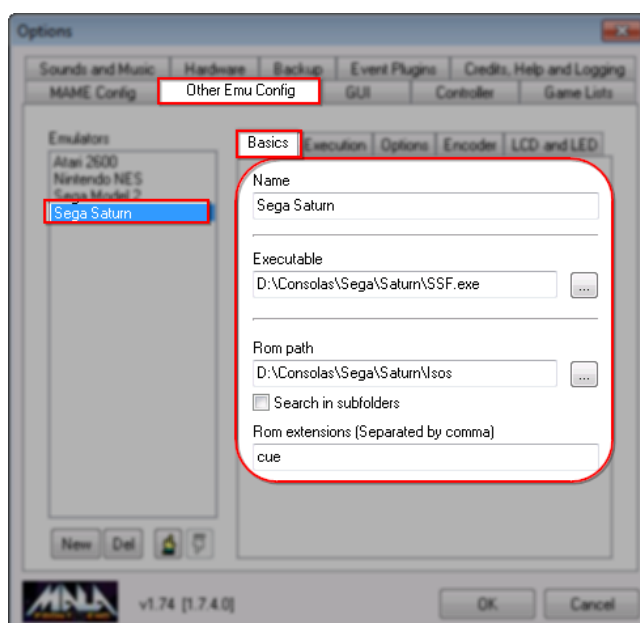 Options
Sounds and Music Hardware Backup Event Plugins Credits, Help and Logging
MAME Config Other Emu Config GUI Controller Game Lists
Emulators
Atari 2600
Nintendo NES
Sega Model 2
Sega Saturn
Basics Execution Options Encoder LCD and LED
Name
Sega Saturn
Executable
D:\Consolas\Sega\Saturn\SSF.exe
...
Rom path
D:\Consolas\Sega\Saturn\Isos
...
Search in subfolders
Rom extensions (Separated by comma)
cue
New Del
MALA v1.74 [1.7.4.0] OK Cancel